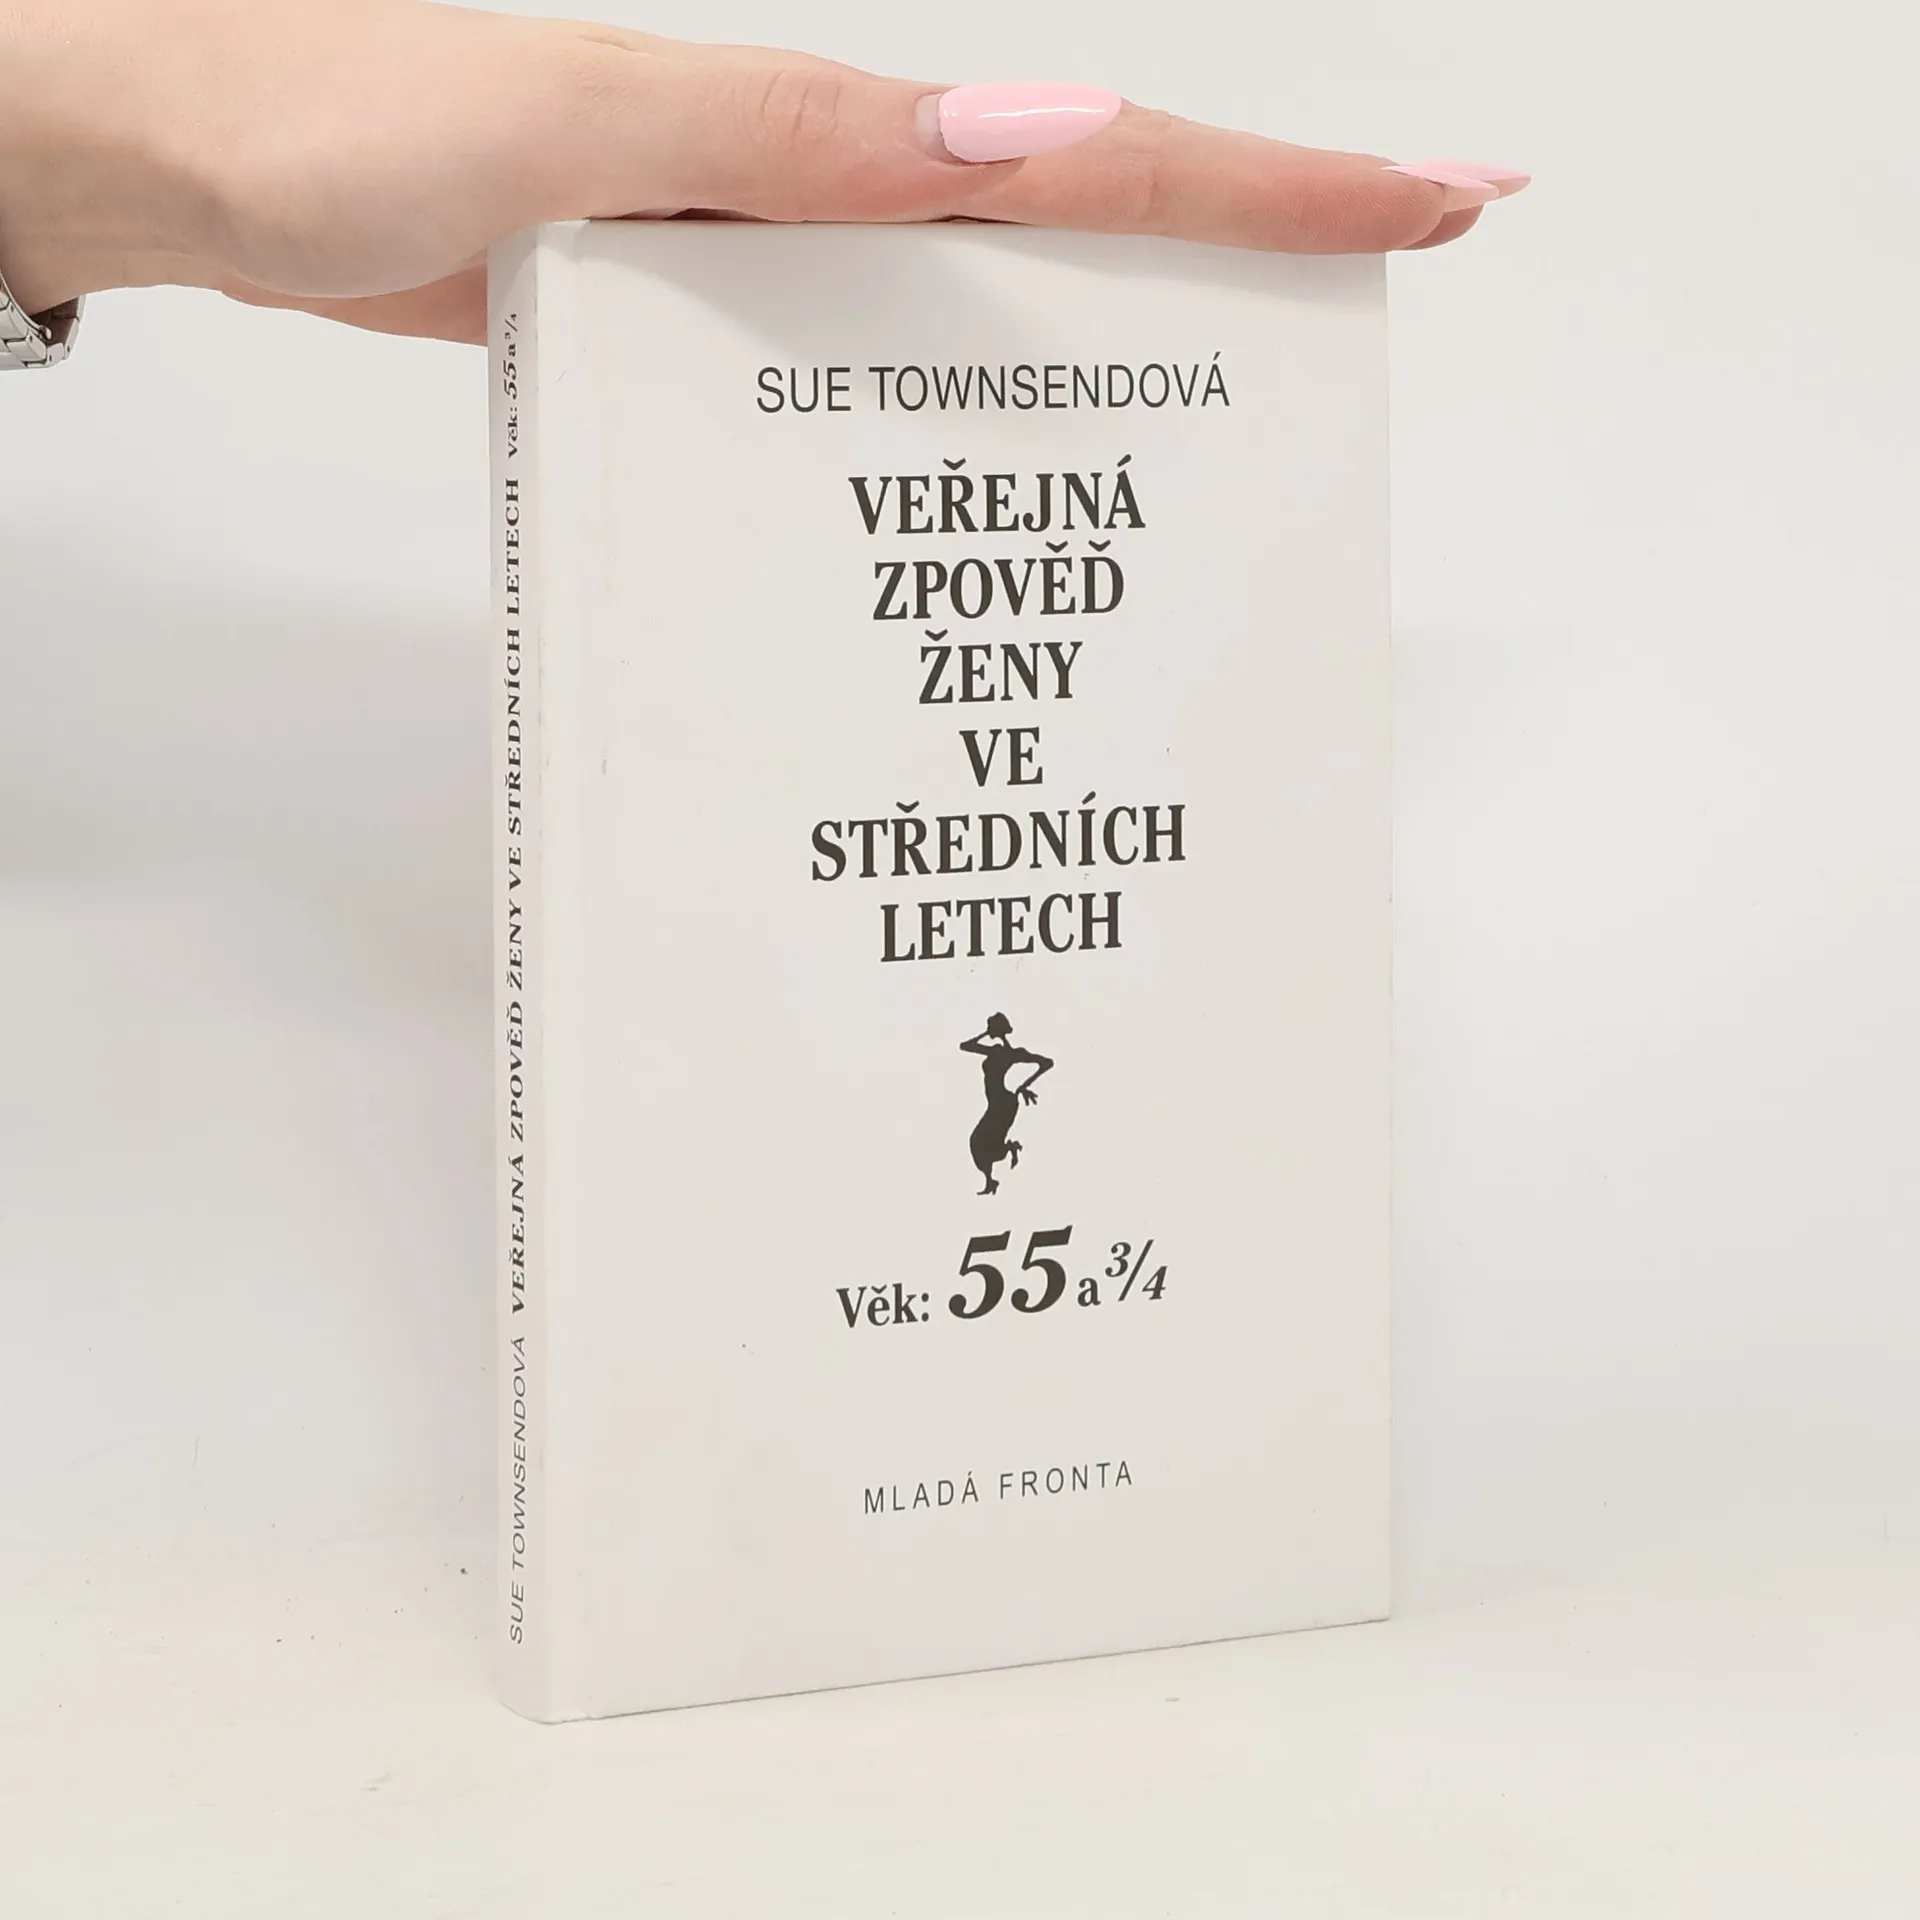 SUE TOWNSENDOVÁ
VEŘEJNÁ
ZPOVĚĎ
ŽENY
VE
STŘEDNÍCH
LETECH
Věk: 55 a 3/4
MLADÁ FRONTA
SUE TOWNSENDOVÁ VEŘEJNÁ ZPOVĚĎ ŽENY VE STŘEDNÍCH LETECH Věk: 55 a 3/4